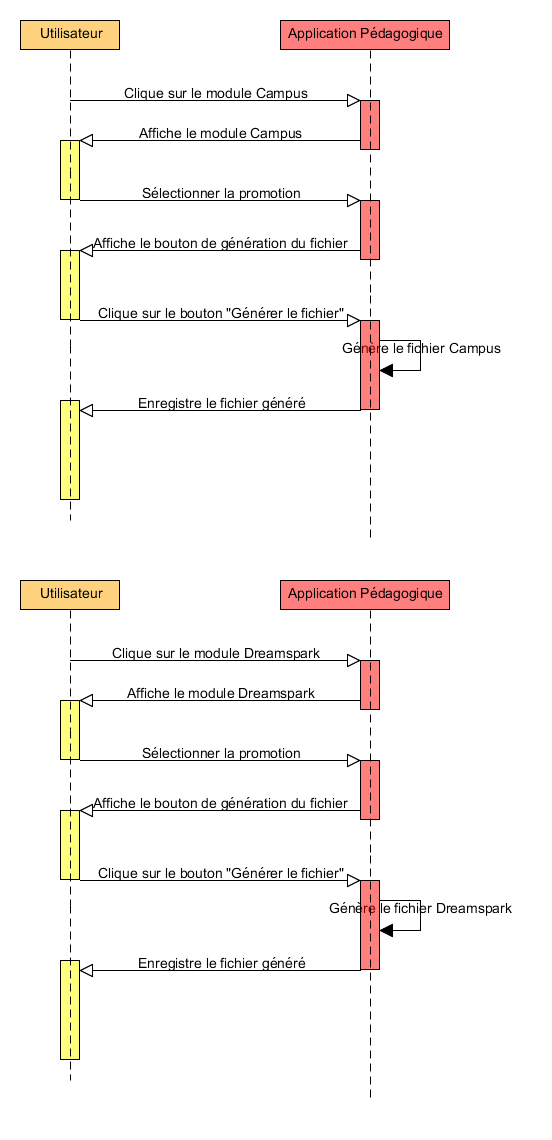 Utilisateur
Application Pédagogique
Clique sur le module Campus
Affiche le module Campus
Sélectionner la promotion
Affiche le bouton de génération du fichier
Clique sur le bouton "Générer le fichier"
Génère le fichier Campus
Enregistre le fichier généré
Utilisateur
Application Pédagogique
Clique sur le module Dreamspark
Affiche le module Dreamspark
Sélectionner la promotion
Affiche le bouton de génération du fichier
Clique sur le bouton "Générer le fichier"
Génère le fichier Dreamspark
Enregistre le fichier généré